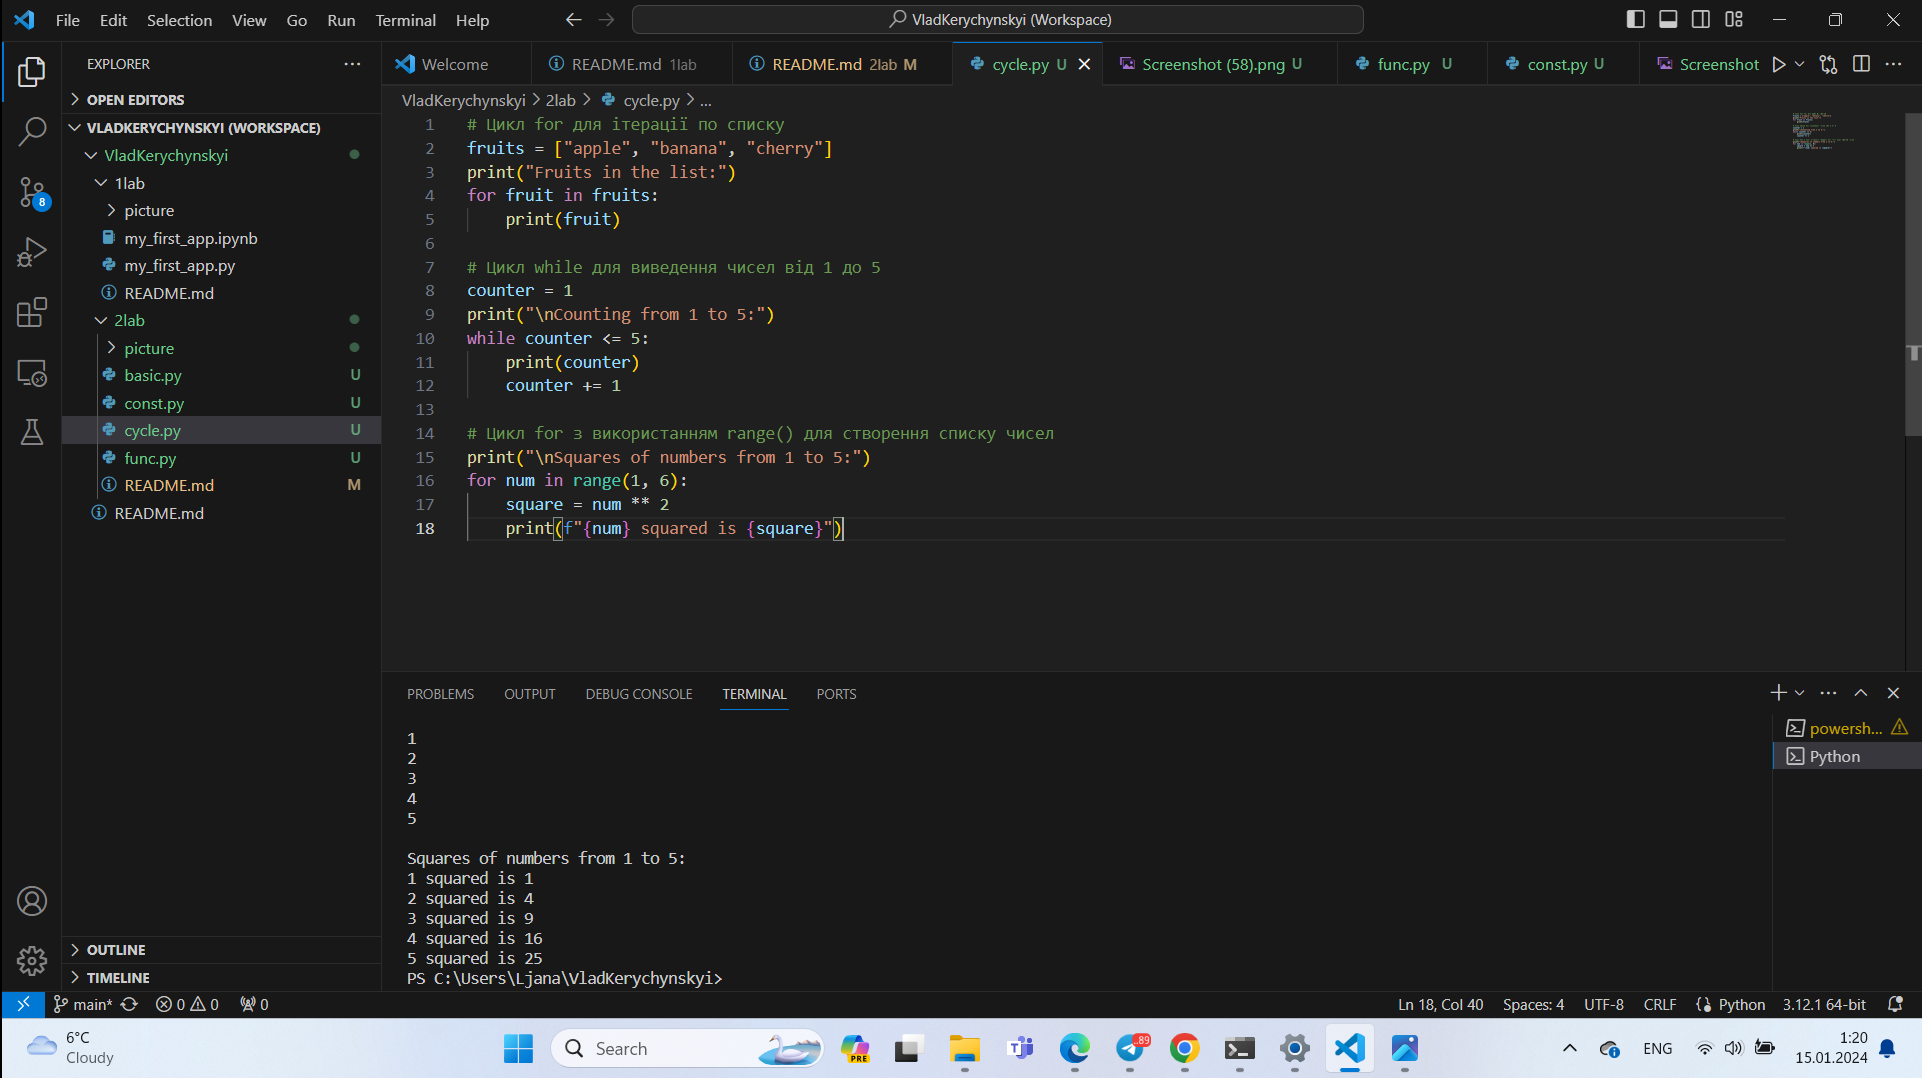 File Edit Selection View Go Run Terminal Help
VladKerychynskyi (Workspace)
EXPLORER
OPEN EDITORS
VLADKERYCHYNSKYI (WORKSPACE)
VladKerychynskyi
1lab
picture
my_first_app.ipynb
my_first_app.py
README.md
2lab
picture
basic.py U
const.py U
cycle.py U
func.py U
README.md M
README.md
OUTLINE
TIMELINE
8
Welcome
README.md 1lab
README.md 2lab M
cycle.py U
Screenshot (58).png U
func.py U
const.py U
Screenshot
VladKerychynskyi > 2lab > cycle.py > ...
1 # Цикл for для ітерації по списку
2 fruits = ["apple", "banana", "cherry"]
3 print("Fruits in the list:")
4 for fruit in fruits:
5 print(fruit)
6
7 # Цикл while для виведення чисел від 1 до 5
8 counter = 1
9 print("\nCounting from 1 to 5:")
10 while counter <= 5:
11 print(counter)
12 counter += 1
13
14 # Цикл for з використанням range() для створення списку чисел
15 print("\nSquares of numbers from 1 to 5:")
16 for num in range(1, 6):
17 square = num ** 2
18 print(f"{num} squared is {square}")
PROBLEMS OUTPUT DEBUG CONSOLE TERMINAL PORTS
1
2
3
4
5
Squares of numbers from 1 to 5:
1 squared is 1
2 squared is 4
3 squared is 9
4 squared is 16
5 squared is 25
PS C:\Users\Ljana\VladKerychynskyi>
powersh...
Python
main* 0 0 0
Ln 18, Col 40 Spaces: 4 UTF-8 CRLF Python 3.12.1 64-bit
6°C
Cloudy
Search
PRE
..89
ENG
1:20
15.01.2024